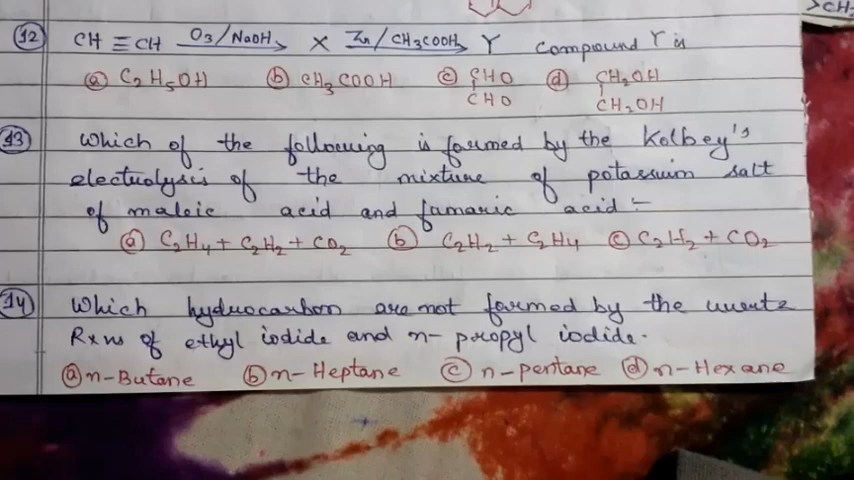 >CH₂
12 CH≡CH O3/NaOH X Zn/CH3COOH Y Compound Y is
(a) C2H5OH (b) CH3COOH (c) CHO (d) CH2OH
CHO CH2OH
13 Which of the following is formed by the Kolbey's
electrolysis of the mixture of potassium salt
of maleic acid and fumaric acid :-
(a) C2H4 + C2H2 + CO2 (b) C2H2 + C2H4 (c) C2H2 + CO2
14 Which hydrocarbon are not formed by the wurtz
Rxns of ethyl iodide and n-propyl iodide.
(a) n-Butane (b) n-Heptane (c) n-pentane (d) n-Hexane